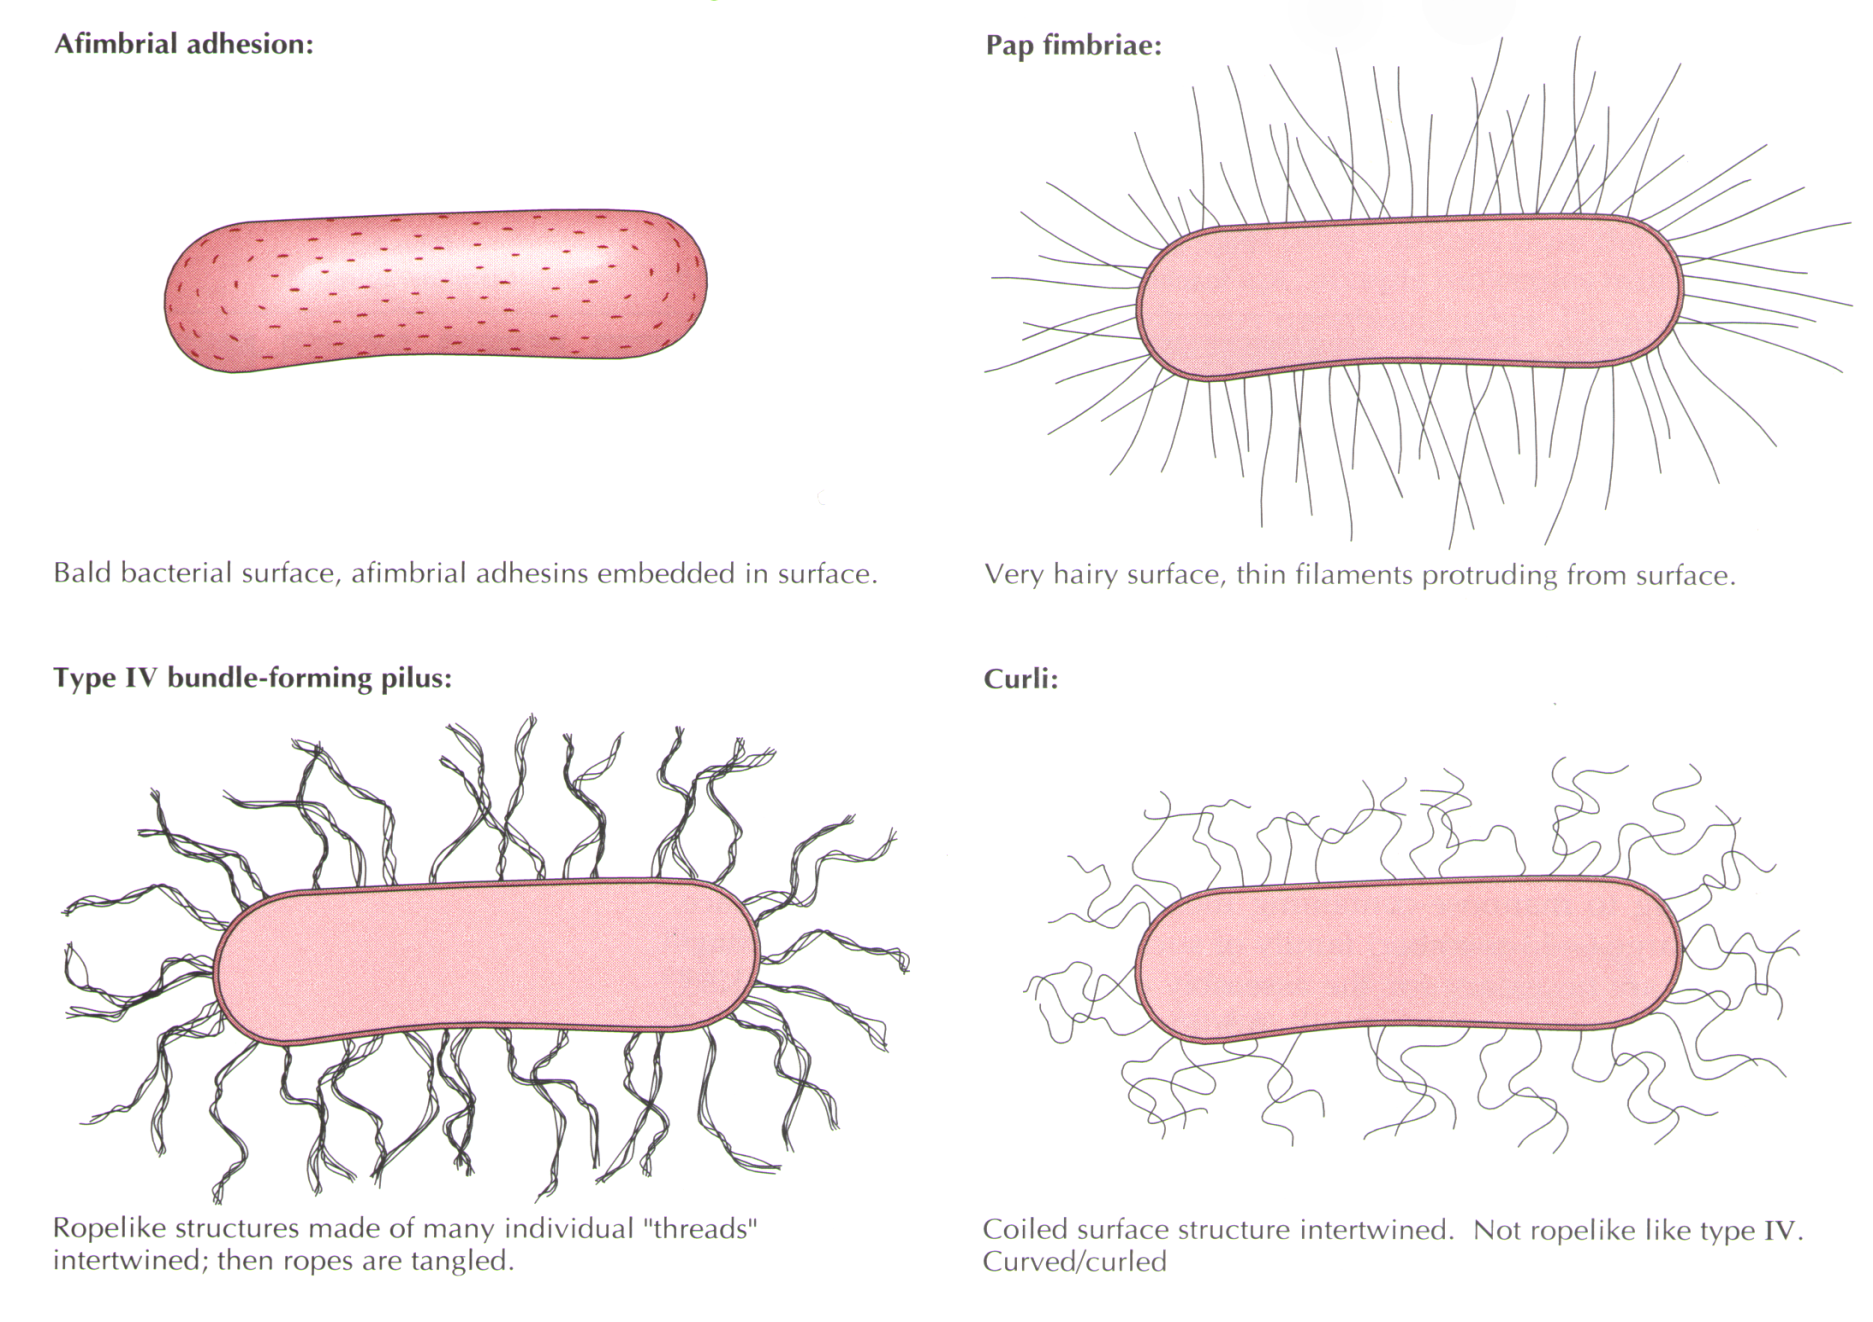 Afimbrial adhesion:
Pap fimbriae:
Bald bacterial surface, afimbrial adhesins embedded in surface.
Very hairy surface, thin filaments protruding from surface.
Type IV bundle-forming pilus:
Curli:
Ropelike structures made of many individual "threads"
intertwined; then ropes are tangled.
Coiled surface structure intertwined. Not ropelike like type IV.
Curved/curled